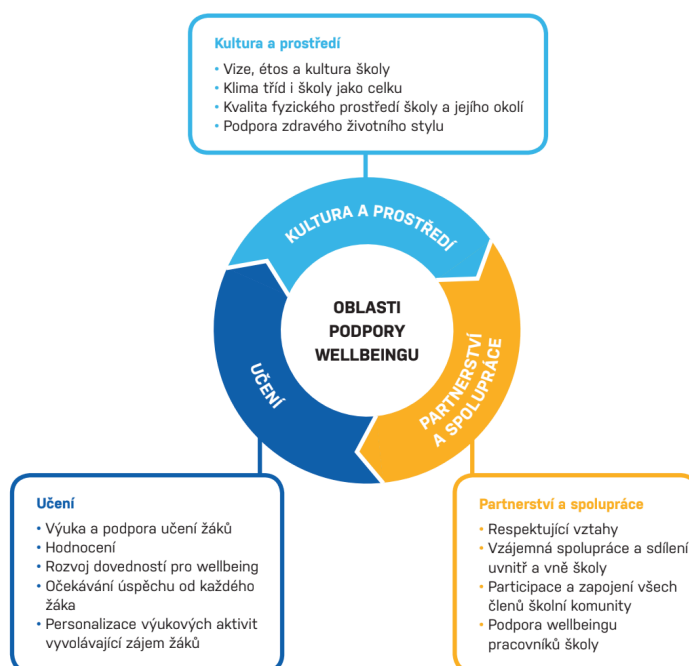 Kultura a prostředí
• Vize, étos a kultura školy
• Klima tříd i školy jako celku
• Kvalita fyzického prostředí školy a jejího okolí
• Podpora zdravého životního stylu
KULTURA A PROSTŘEDÍ
OBLASTI
PODPORY
WELLBEINGU
UČENÍ
PARTNERSTVÍ
A SPOLUPRÁCE
Učení
• Výuka a podpora učení žáků
• Hodnocení
• Rozvoj dovedností pro wellbeing
• Očekávání úspěchu od každého
žáka
• Personalizace výukových aktivit
vyvolávající zájem žáků
Partnerství a spolupráce
• Respektující vztahy
• Vzájemná spolupráce a sdílení
uvnitř a vně školy
• Participace a zapojení všech
členů školní komunity
• Podpora wellbeingu
pracovníků školy